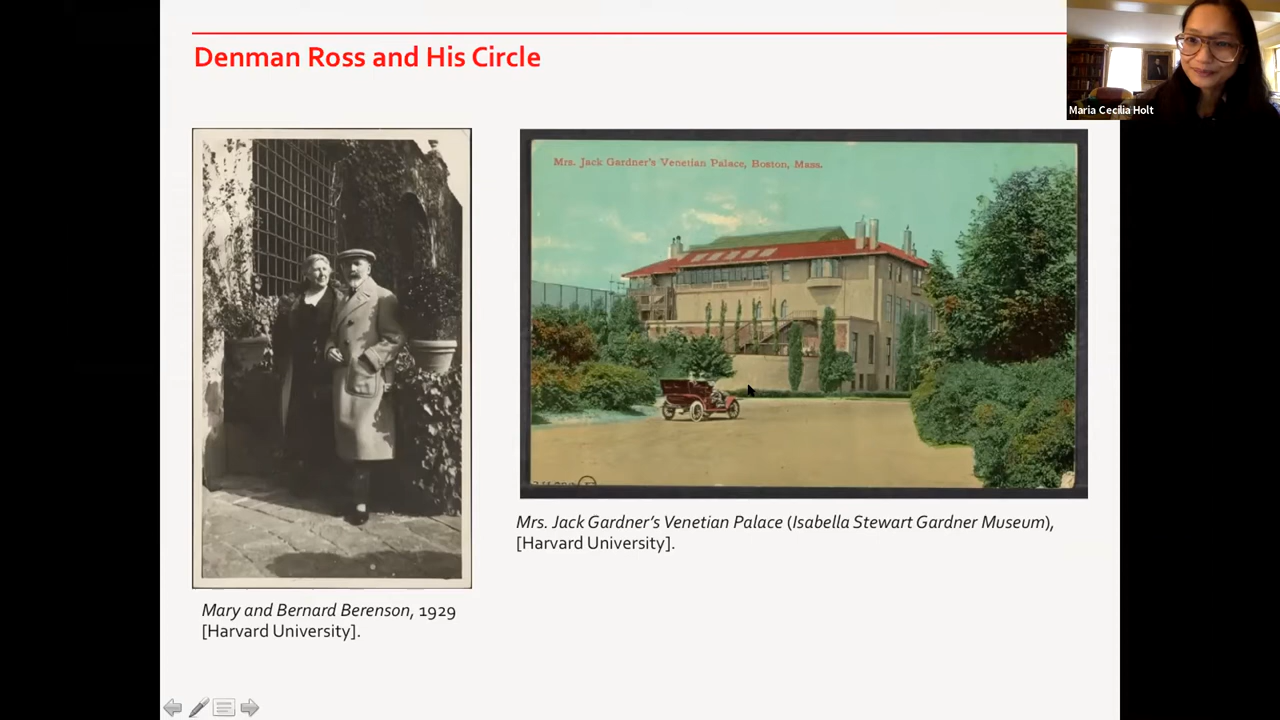 Denman Ross and His Circle
Maria Cecilia Holt
Mrs. Jack Gardner's Venetian Palace, Boston, Mass.
Mrs. Jack Gardner's Venetian Palace (Isabella Stewart Gardner Museum),
[Harvard University].
Mary and Bernard Berenson, 1929
[Harvard University].